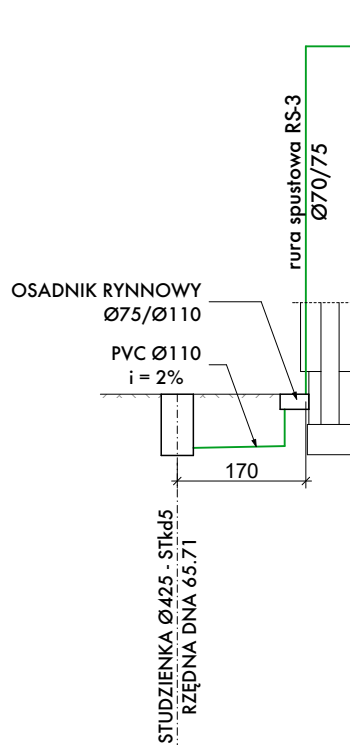 rura spustowa RS-3
Ø70/75
OSADNIK RYNNOWY
Ø75/Ø110
PVC Ø110
i = 2%
170
STUDZIENKA Ø425 - STkd5
RZĘDNA DNA 65.71